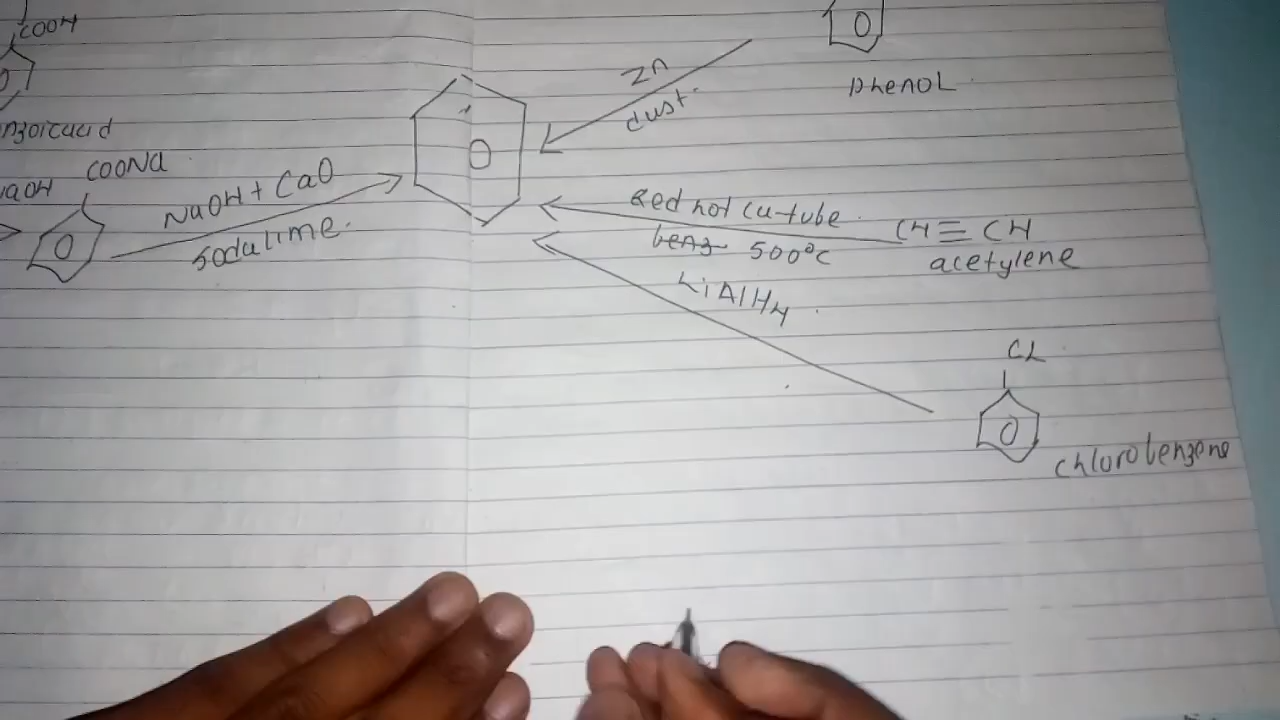 COOH
nzoicacid
COONa
NaOH
NaOH + CaO
sodalime.
Zn
dust.
phenol
Red hot Cu-tube
500°C
CH≡CH
acetylene
LiAlH4
Cl
chlorobenzene